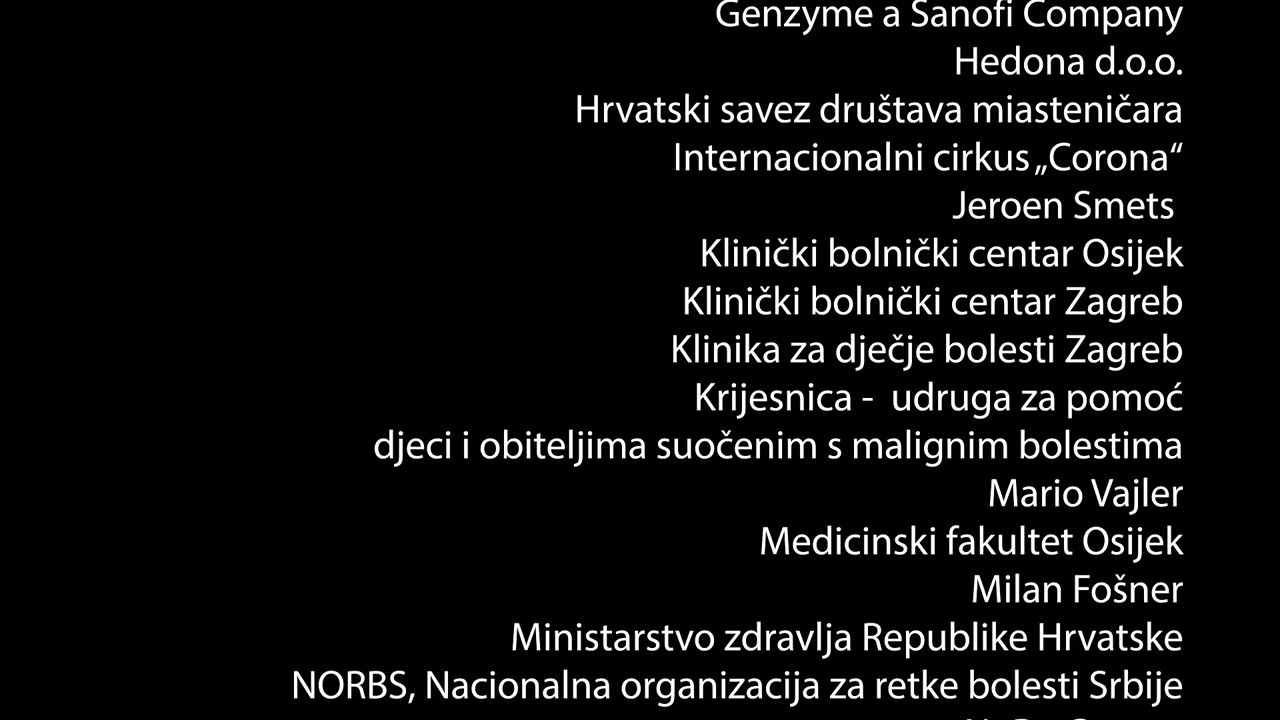 Genzyme a Sanofi Company
Hedona d.o.o.
Hrvatski savez društava miasteničara
Internacionalni cirkus „Corona“
Jeroen Smets
Klinički bolnički centar Osijek
Klinički bolnički centar Zagreb
Klinika za dječje bolesti Zagreb
Krijesnica -  udruga za pomoć
djeci i obiteljima suočenim s malignim bolestima
Mario Vajler
Medicinski fakultet Osijek
Milan Fošner
Ministarstvo zdravlja Republike Hrvatske
NORBS, Nacionalna organizacija za retke bolesti Srbije